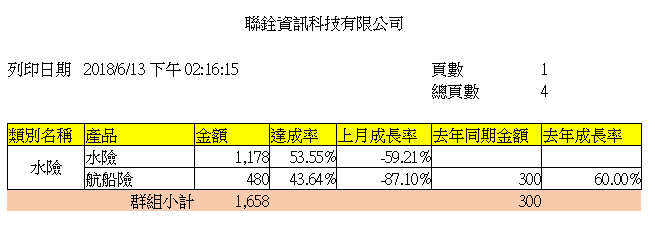 聯銓資訊科技有限公司
列印日期 2018/6/13 下午 02:16:15 頁數 1
總頁數 4
類別名稱 產品 金額 達成率 上月成長率 去年同期金額 去年成長率
水險 水險 1,178 53.55% -59.21%
航船險 480 43.64% -87.10% 300 60.00%
群組小計 1,658 300